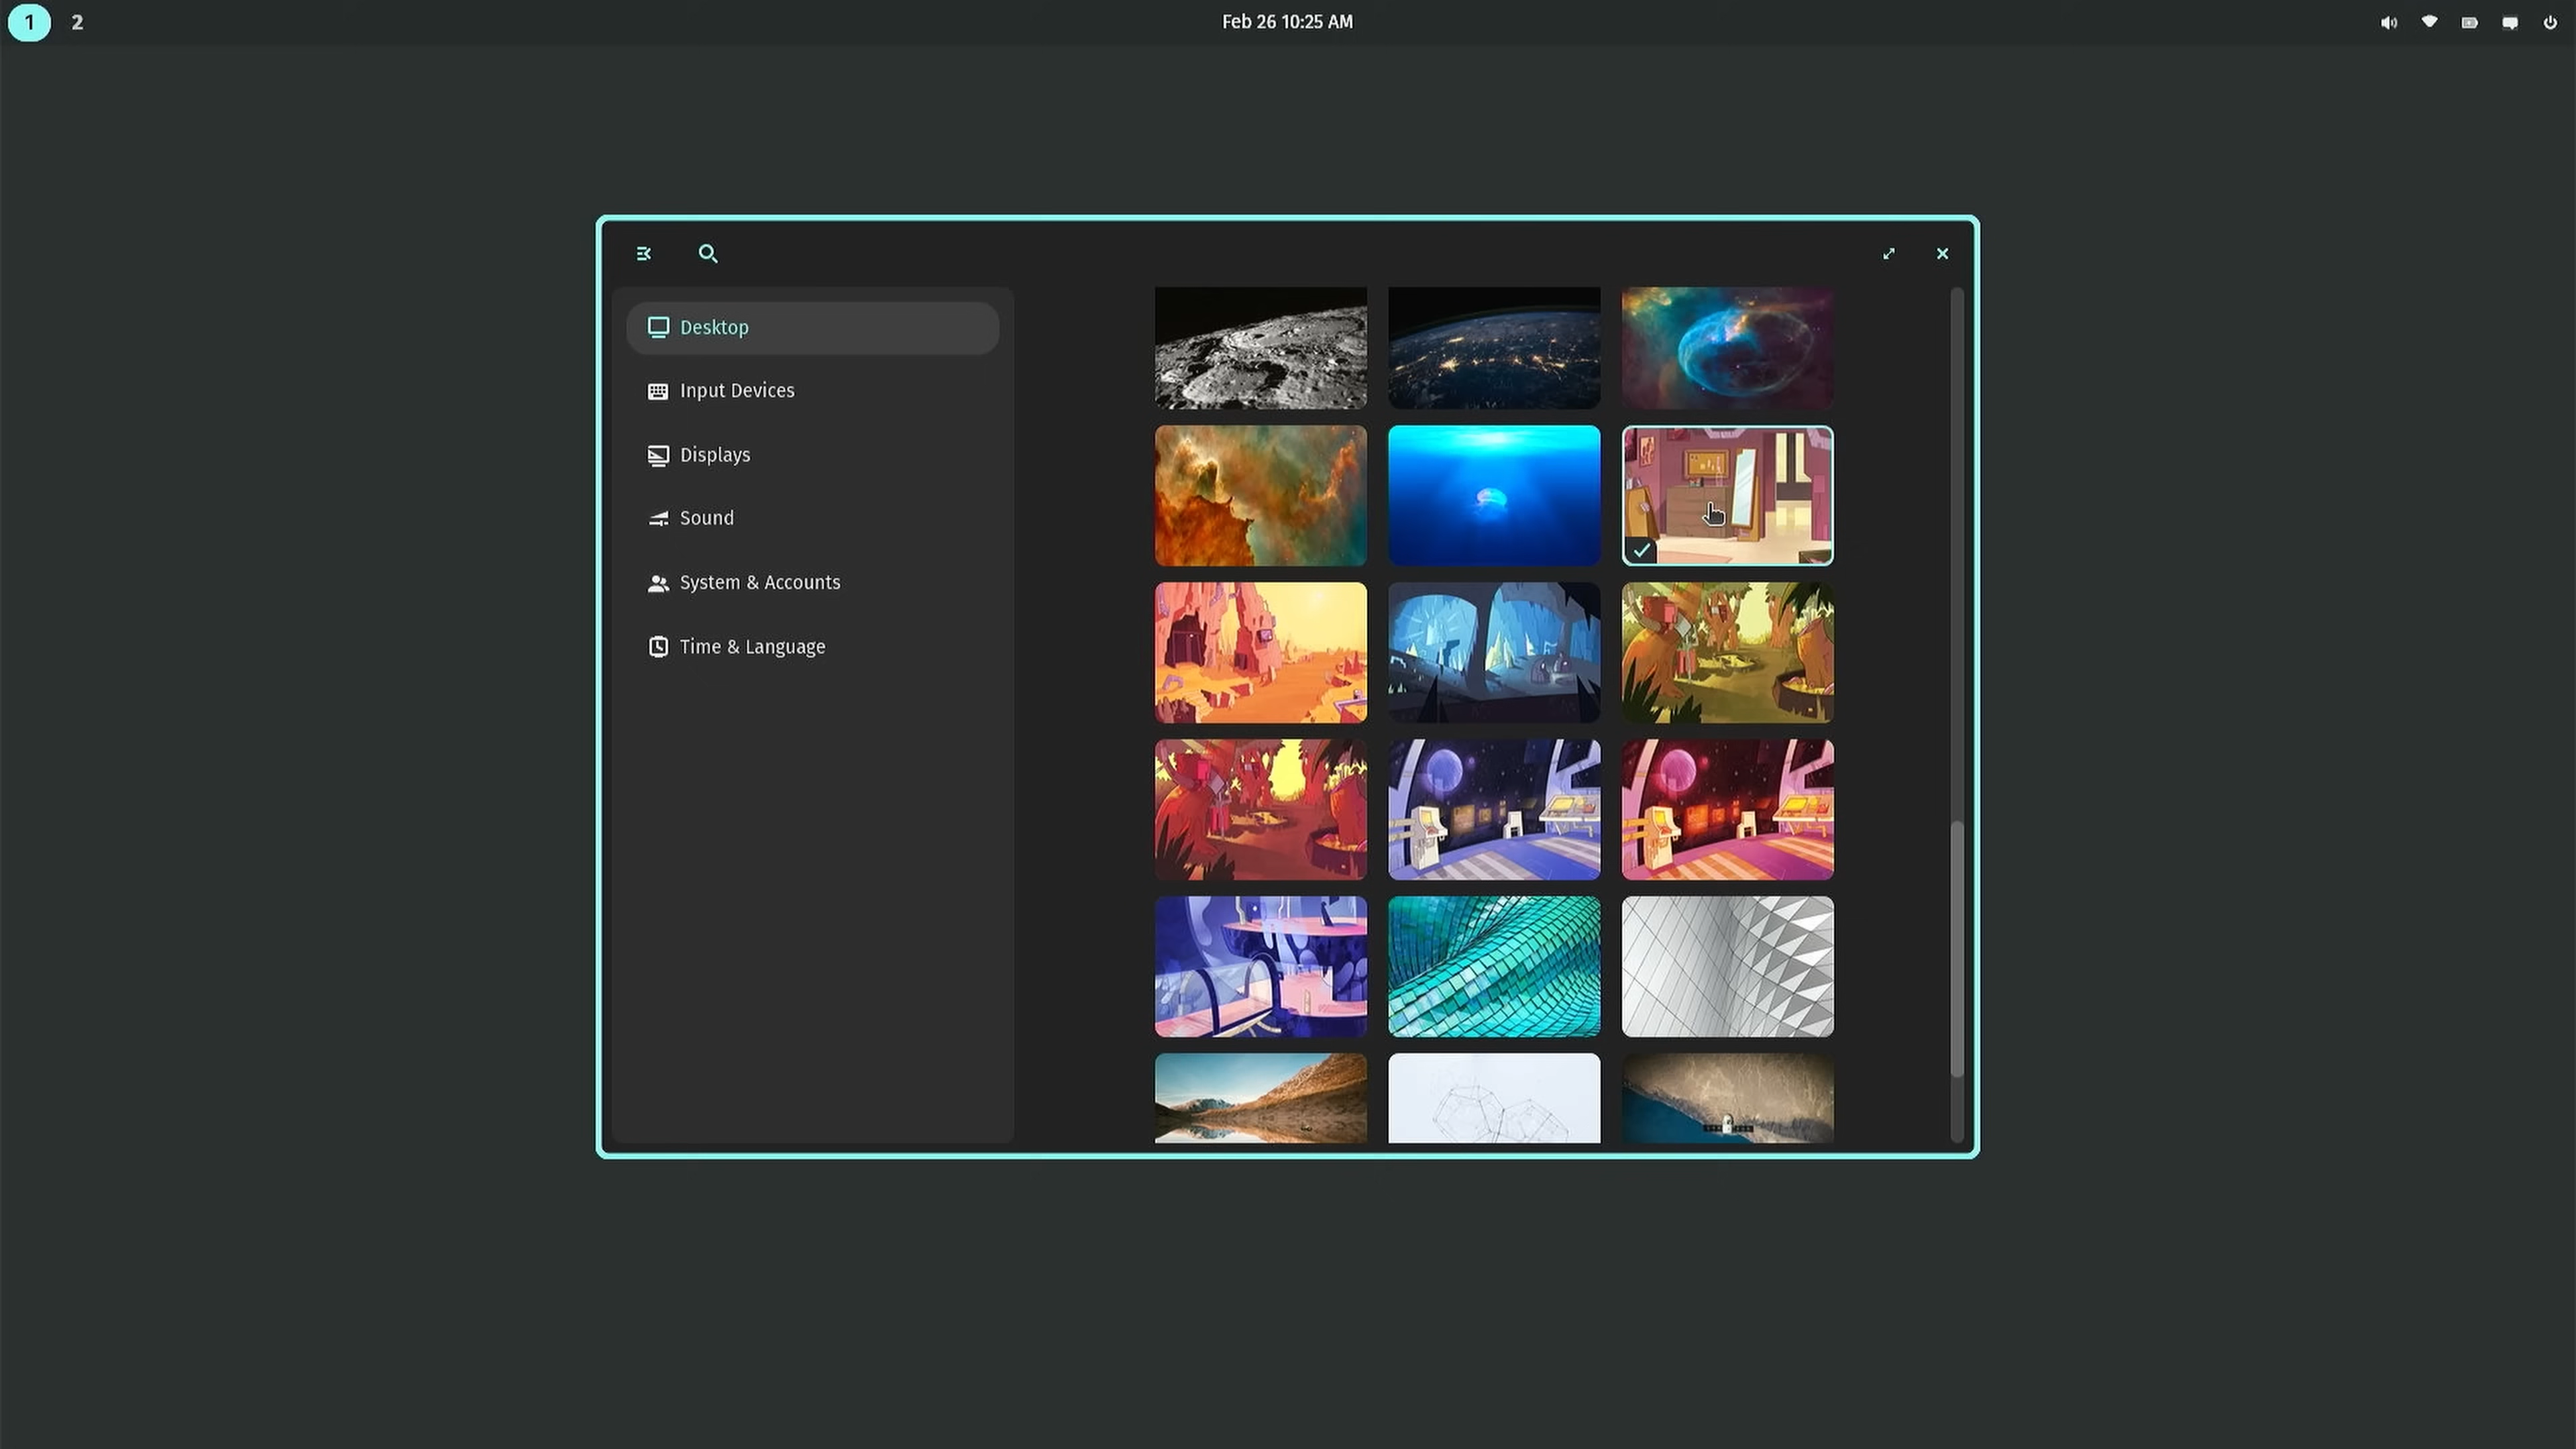 1 2 Feb 26 10:25 AM
Desktop
Input Devices
Displays
Sound
System & Accounts
Time & Language